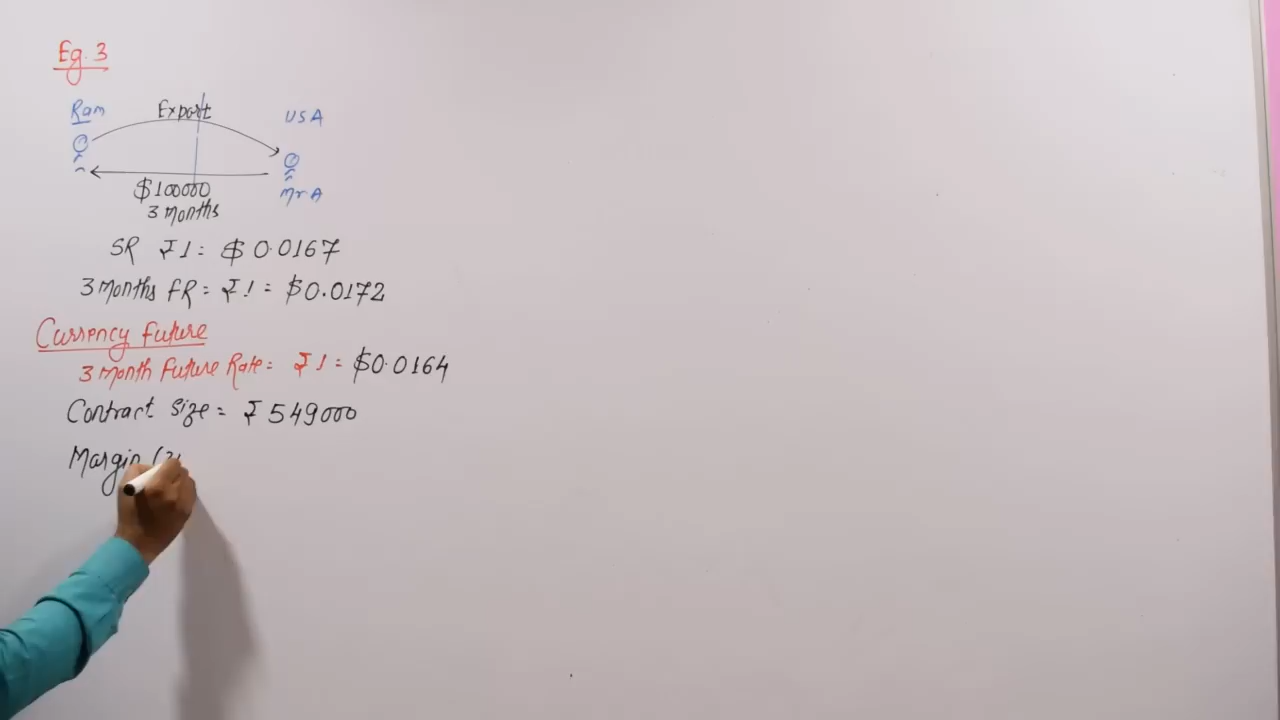 Eg. 3
Ram Export USA
$100000
3 Months
Mr A
SR ₹1 = $0.0167
3 months FR = ₹1 = $0.0172
Currency future
3 Month Future Rate = ₹1 = $0.0164
Contract Size = ₹549000
Margin